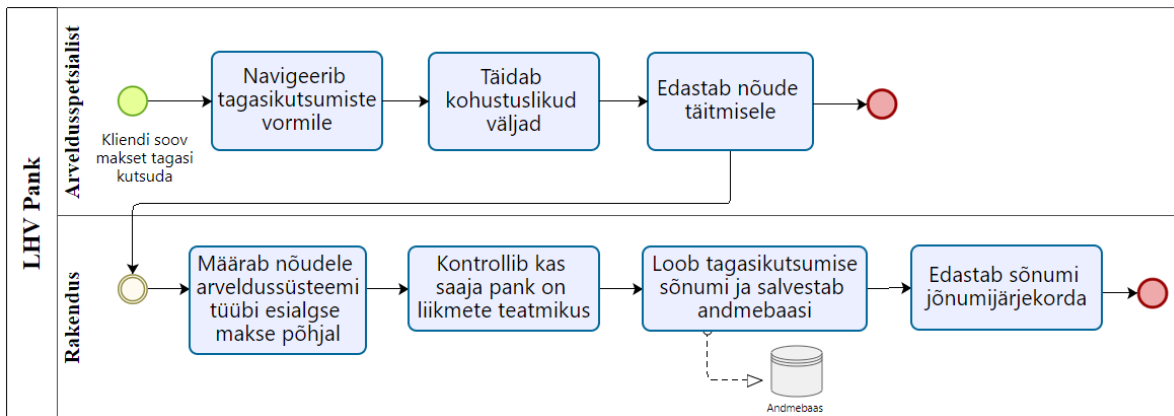 LHV Pank
Arveldusspetsialist
Kliendi soov
makset tagasi
kutsuda
Navigeerib
tagasikutsumiste
vormile
Täidab
kohustuslikud
väljad
Edastab nõude
täitmisele
Rakendus
Määrab nõudele
arveldussüsteemi
tüübi esialgse
makse põhjal
Kontrollib kas
saaja pank on
liikmete teatmikus
Loob tagasikutsumise
sõnumi ja salvestab
andmebaasi
Andmebaas
Edastab sõnumi
jõnumijärjekorda